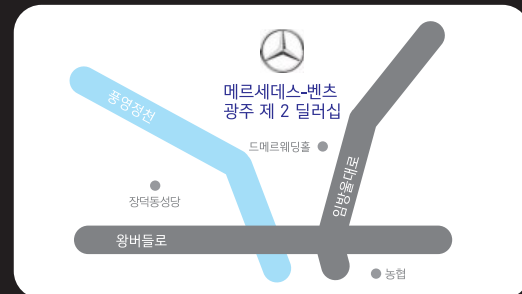 메르세데스-벤츠
광주 제 2 딜러십
풍영정천
드메르웨딩홀
임방울대로
장덕동성당
왕버들로
농협